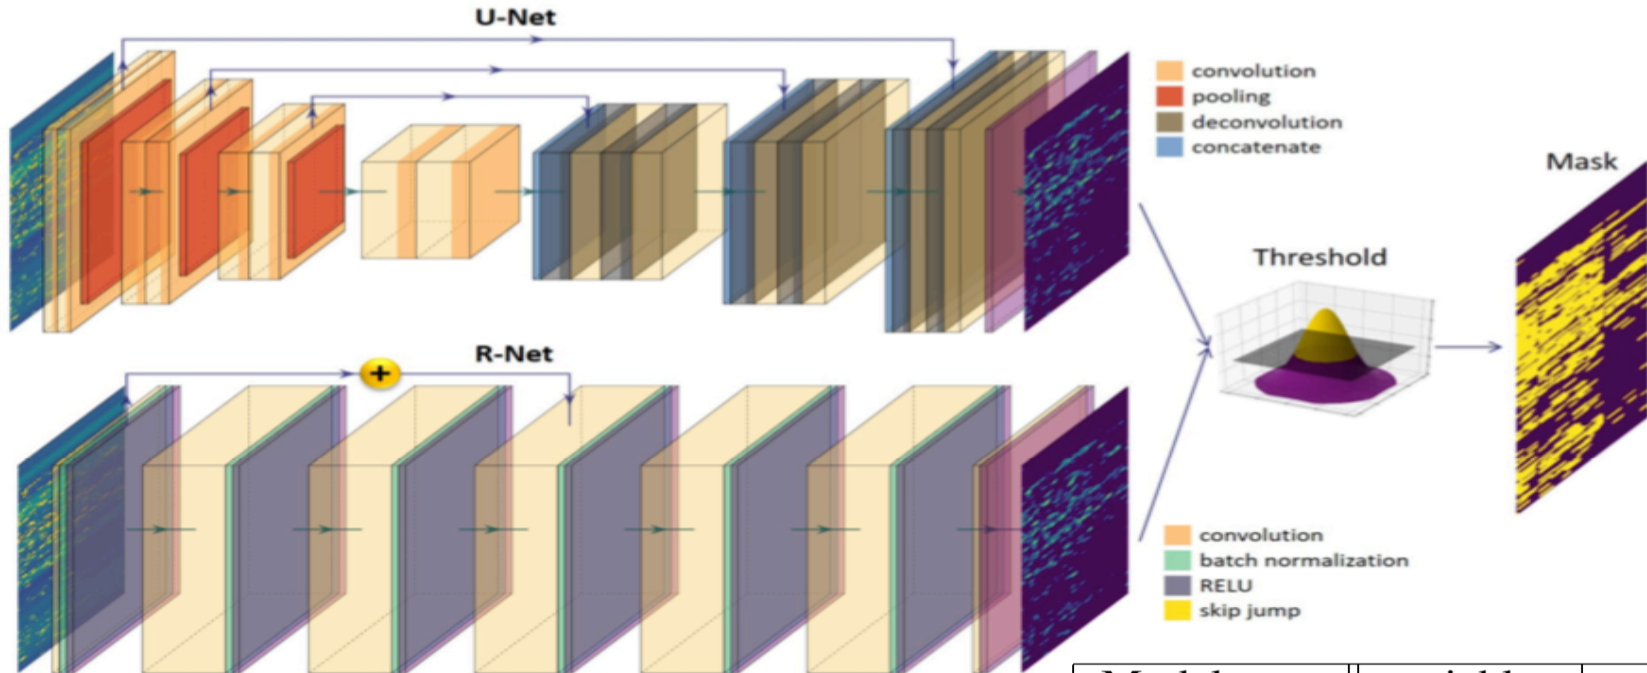 U-Net
convolution
pooling
deconvolution
concatenate
Mask
Threshold
R-Net
+
convolution
batch normalization
RELU
skip jump